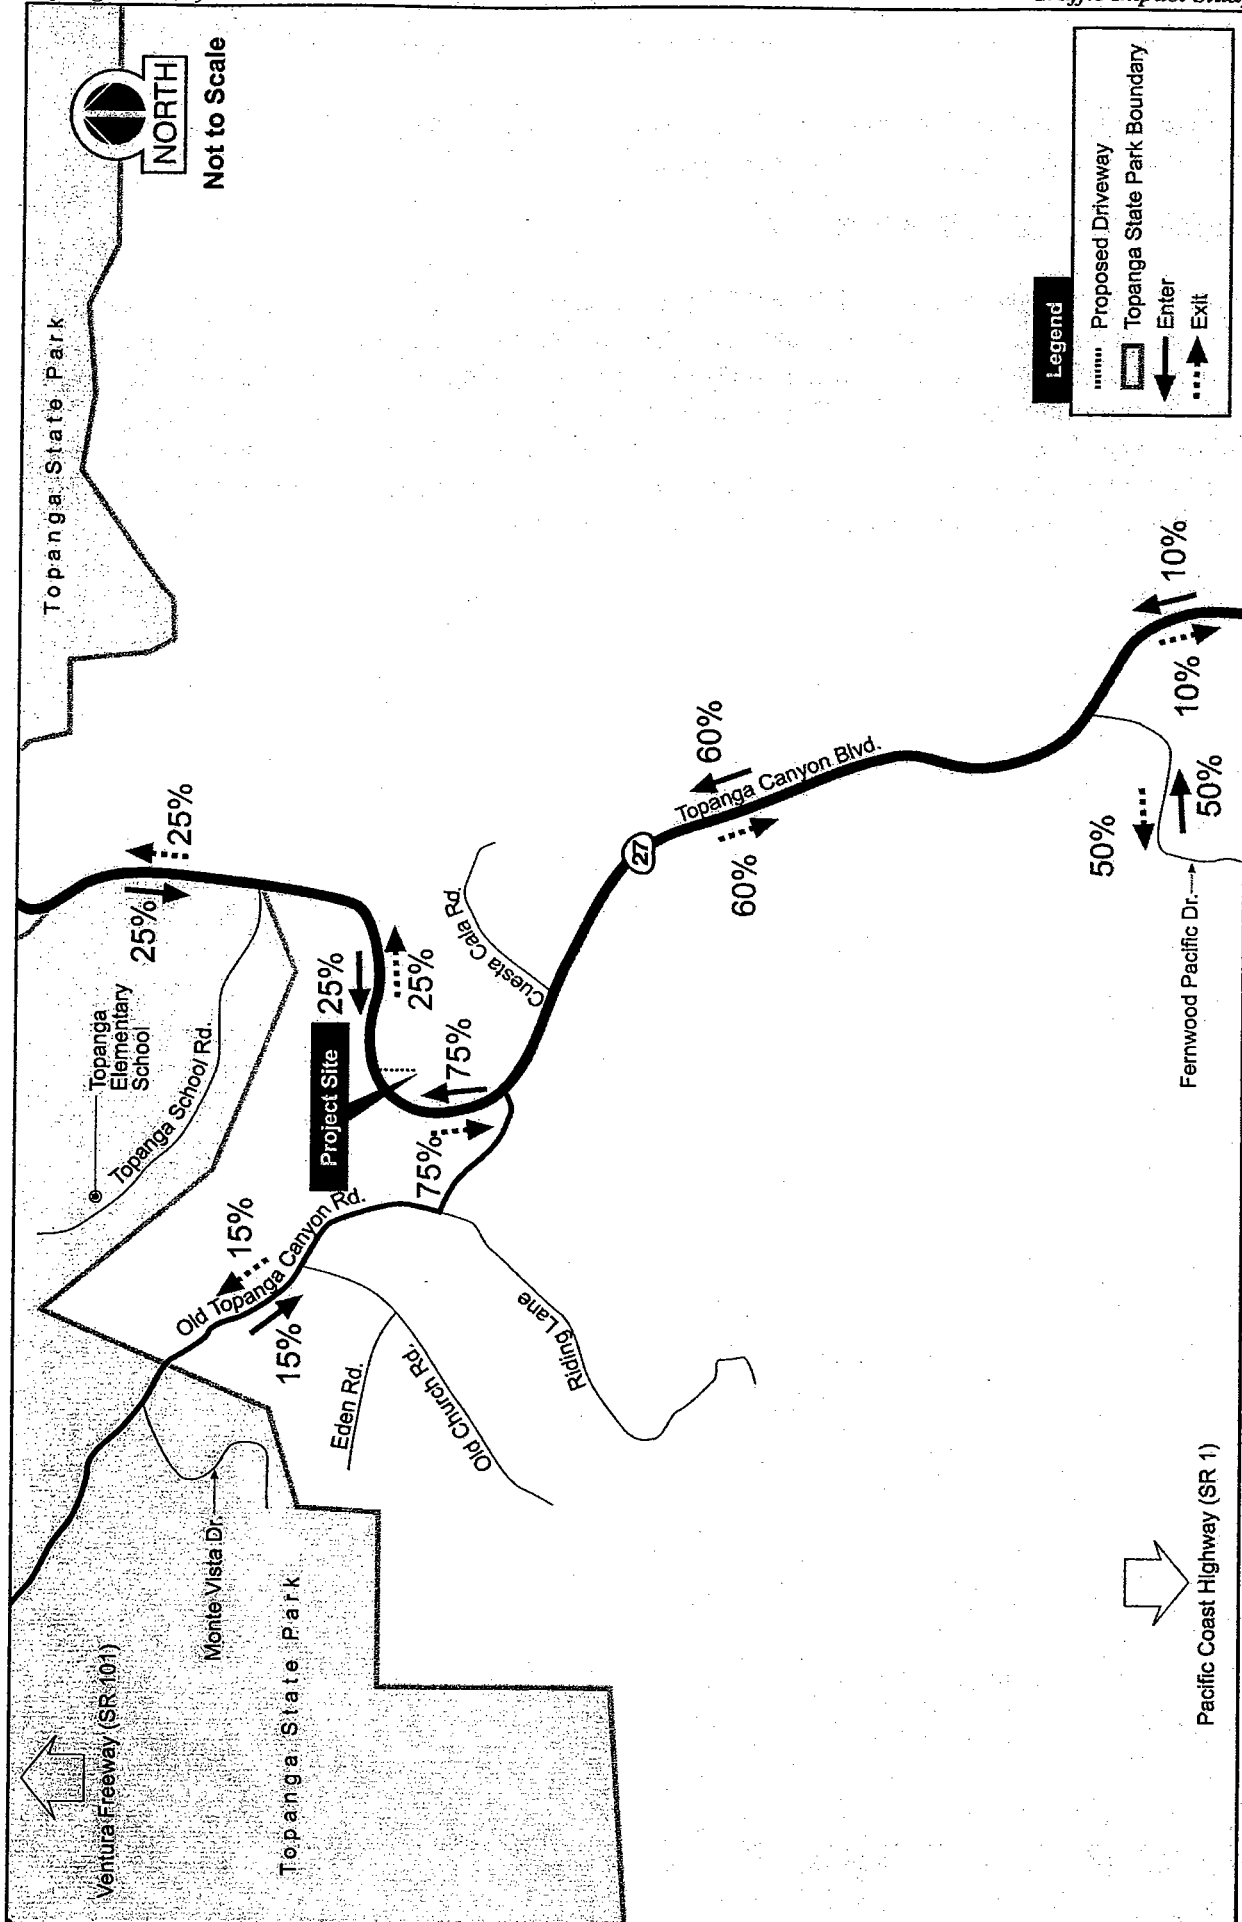 Traffic Impact Study
NORTH
Not to Scale
Topanga State Park
Legend
Proposed Driveway
Topanga State Park Boundary
Enter
Exit
25%
25%
Topanga
Elementary
School
Topanga School Rd.
25%
25%
Project Site
75%
75%
Cuesta Cala Rd.
27
Topanga Canyon Blvd.
60%
60%
10%
10%
50%
50%
Fernwood Pacific Dr.
Old Topanga Canyon Rd.
15%
15%
Eden Rd.
Old Church Rd.
Riding Lane
Monte Vista Dr.
Topanga State Park
Ventura Freeway (SR 101)
Pacific Coast Highway (SR 1)